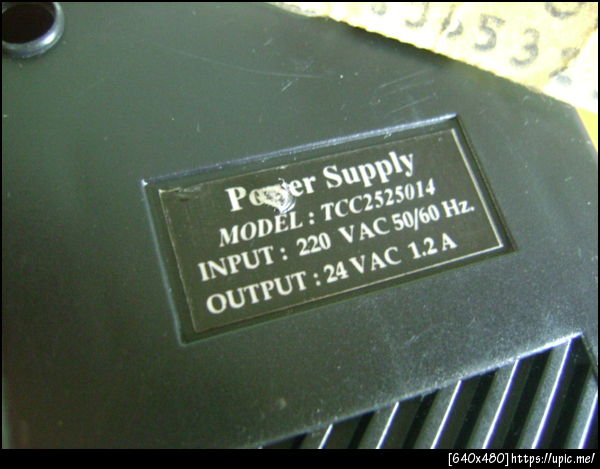 Power Supply
MODEL : TCC2525014
INPUT : 220 VAC 50/60 Hz.
OUTPUT : 24 VAC 1.2 A
[640x480]https://upic.me/